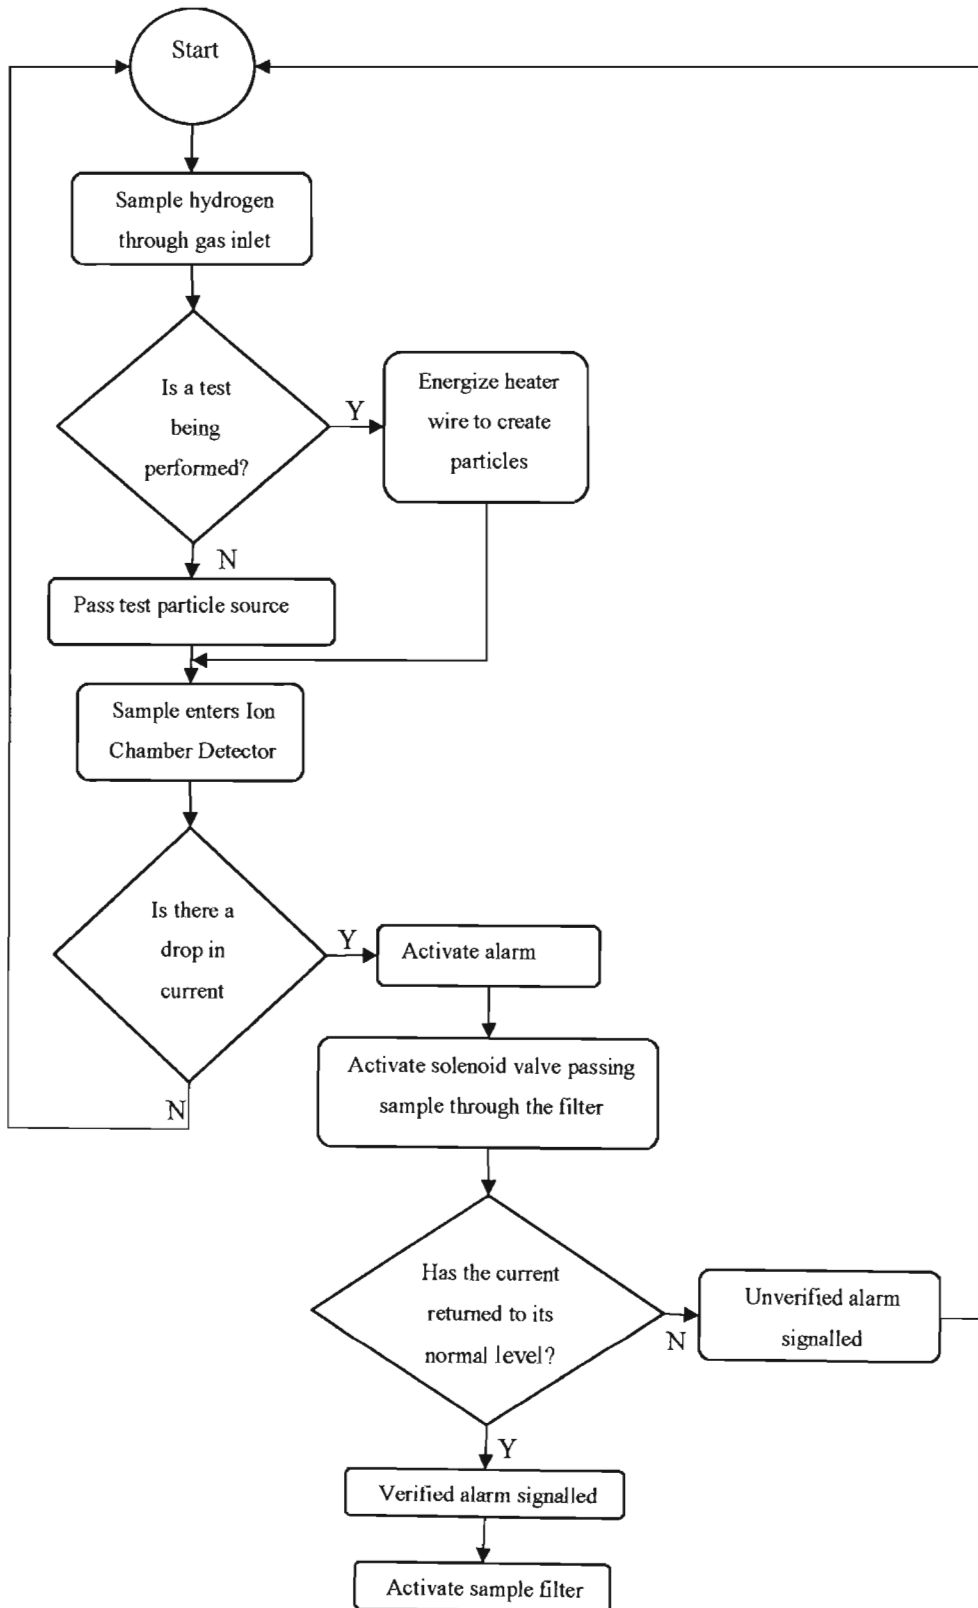 Start
Sample hydrogen
through gas inlet
Is a test
being
performed?
Y
Energize heater
wire to create
particles
N
Pass test particle source
Sample enters Ion
Chamber Detector
Is there a
drop in
current
Y
Activate alarm
N
Activate solenoid valve passing
sample through the filter
Has the current
returned to its
normal level?
N
Unverified alarm
signalled
Y
Verified alarm signalled
Activate sample filter